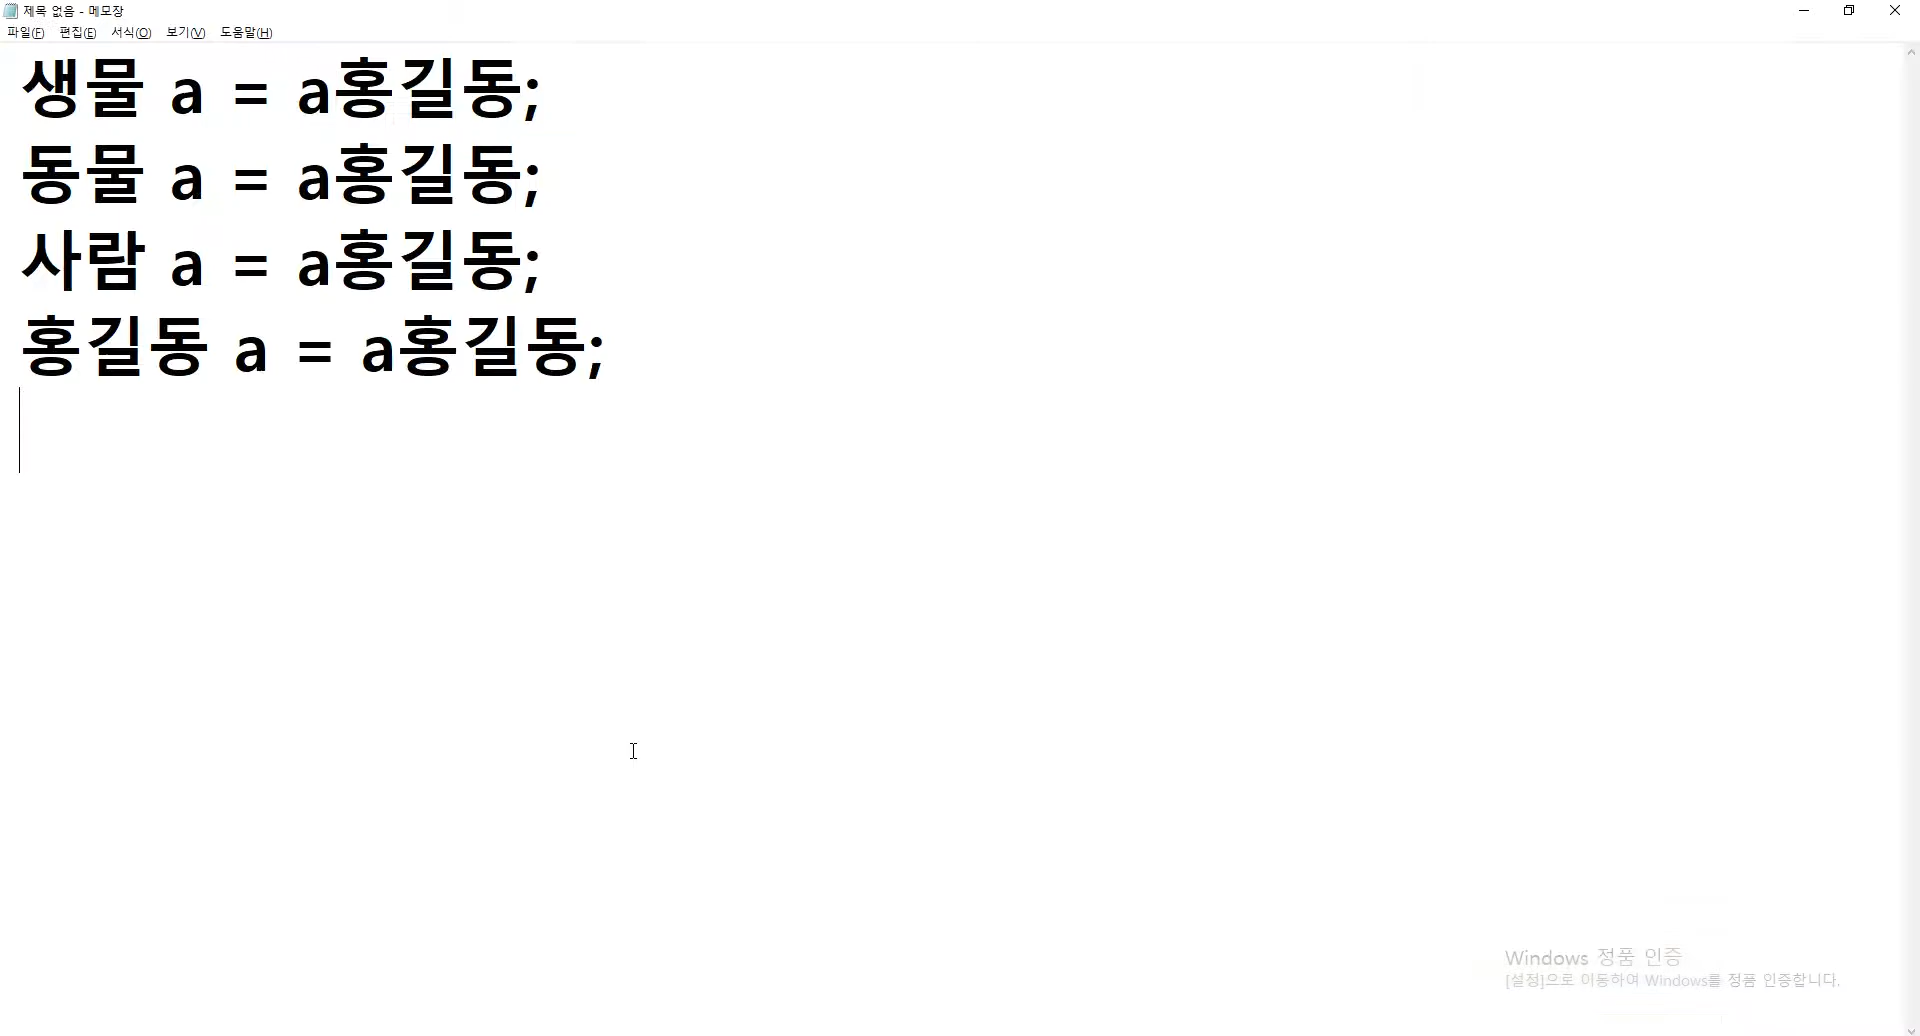 제목 없음 - 메모장
파일(F) 편집(E) 서식(O) 보기(V) 도움말(H)
생물 a = a홍길동;
동물 a = a홍길동;
사람 a = a홍길동;
홍길동 a = a홍길동;
Windows 정품 인증
[설정]으로 이동하여 Windows를 정품 인증합니다.